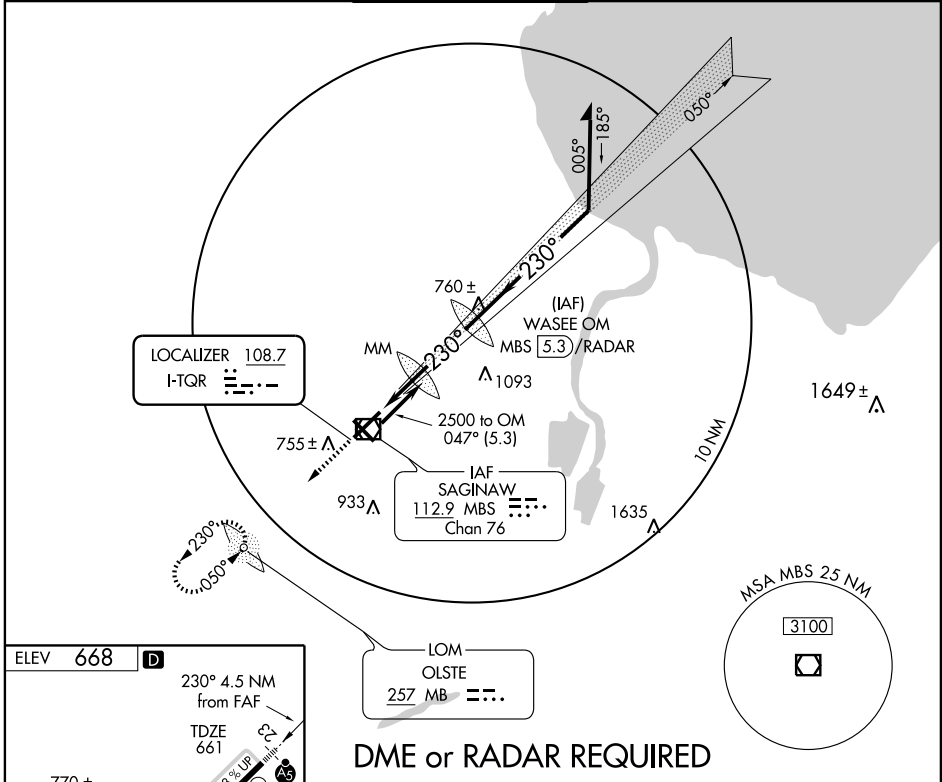 050°
005°
185°
230°
760 ±
(IAF)
WASEE OM
MBS 5.3 /RADAR
MM
230°
1093
LOCALIZER 108.7
I-TQR
1649 ±
2500 to OM
047° (5.3)
755 ±
10 NM
IAF
SAGINAW
112.9 MBS
Chan 76
933
1635
230°
050°
MSA MBS 25 NM
3100
LOM
OLSTE
257 MB
ELEV 668 D
230° 4.5 NM
from FAF
TDZE
661
23
% UP
A5
770 ±
DME or RADAR REQUIRED